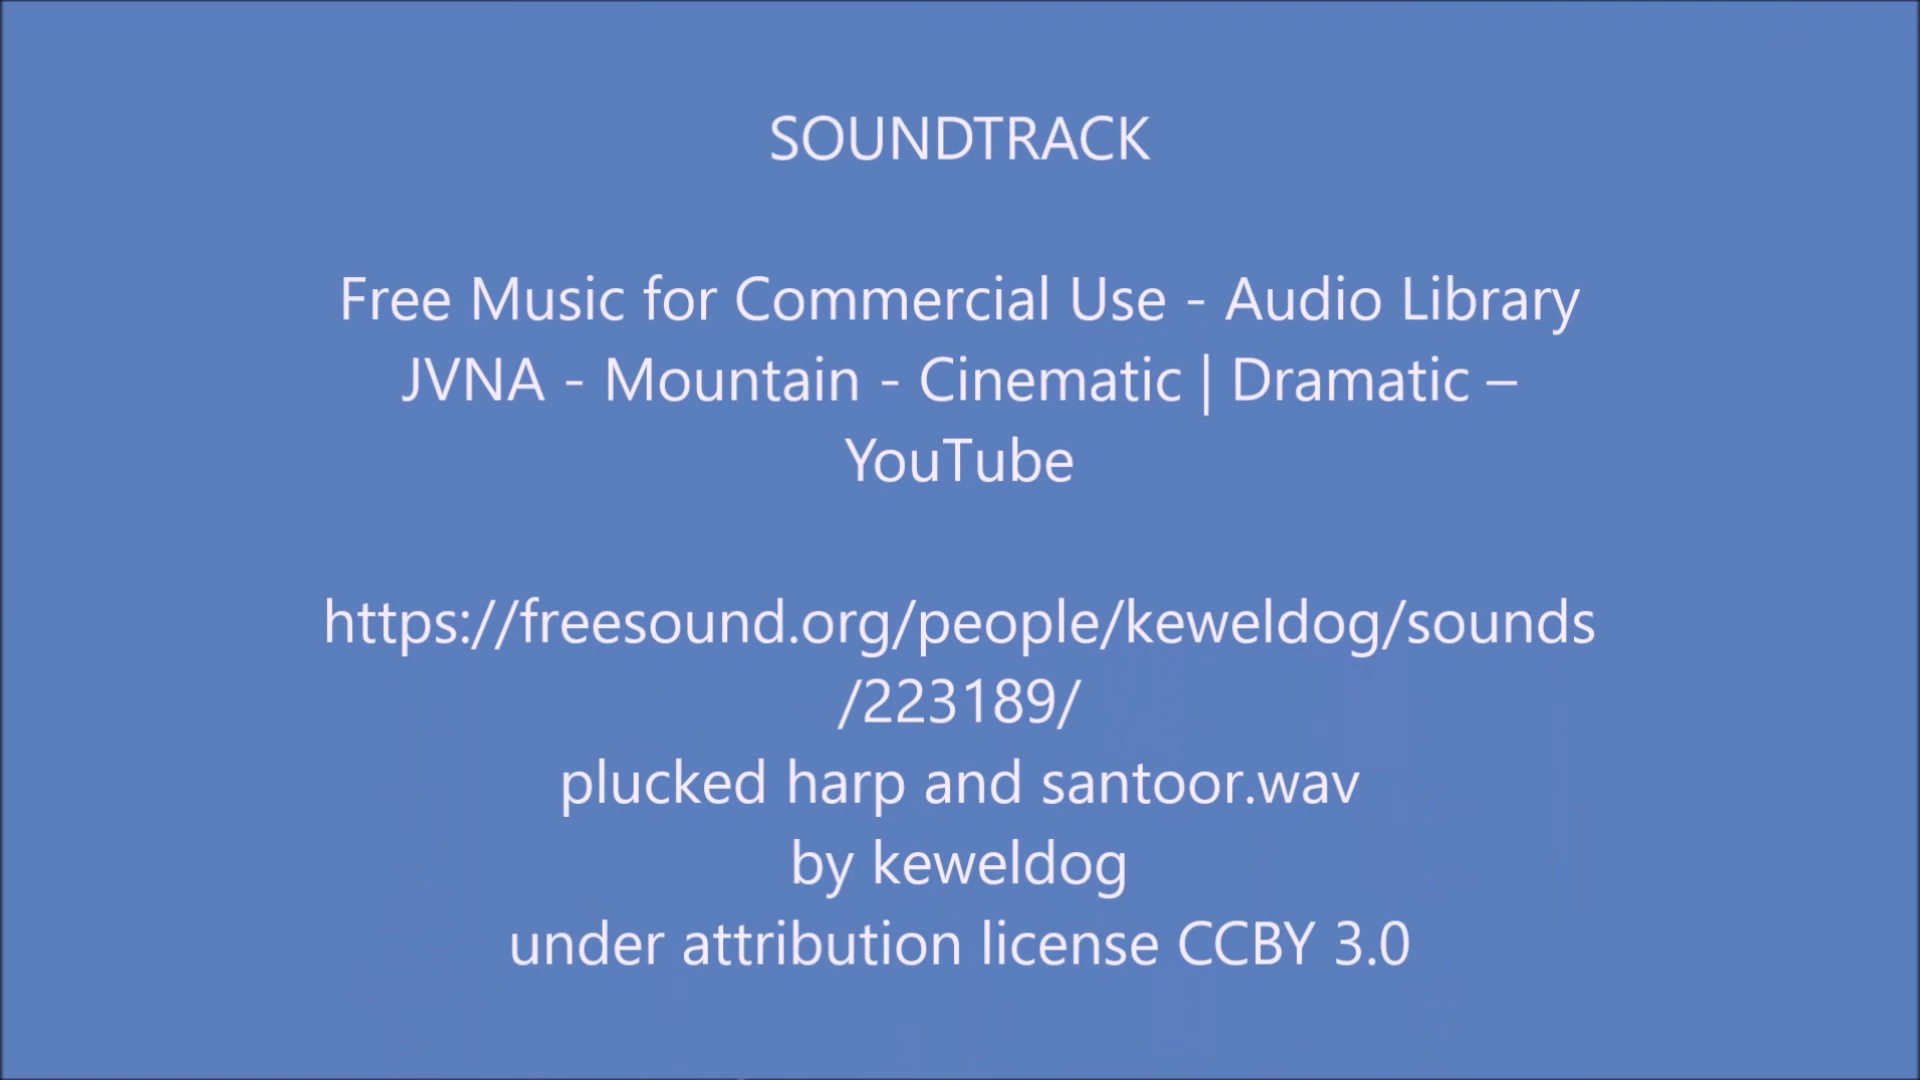 SOUNDTRACK
Free Music for Commercial Use - Audio Library
JVNA - Mountain - Cinematic | Dramatic –
YouTube
https://freesound.org/people/keweldog/sounds
/223189/
plucked harp and santoor.wav
by keweldog
under attribution license CCBY 3.0